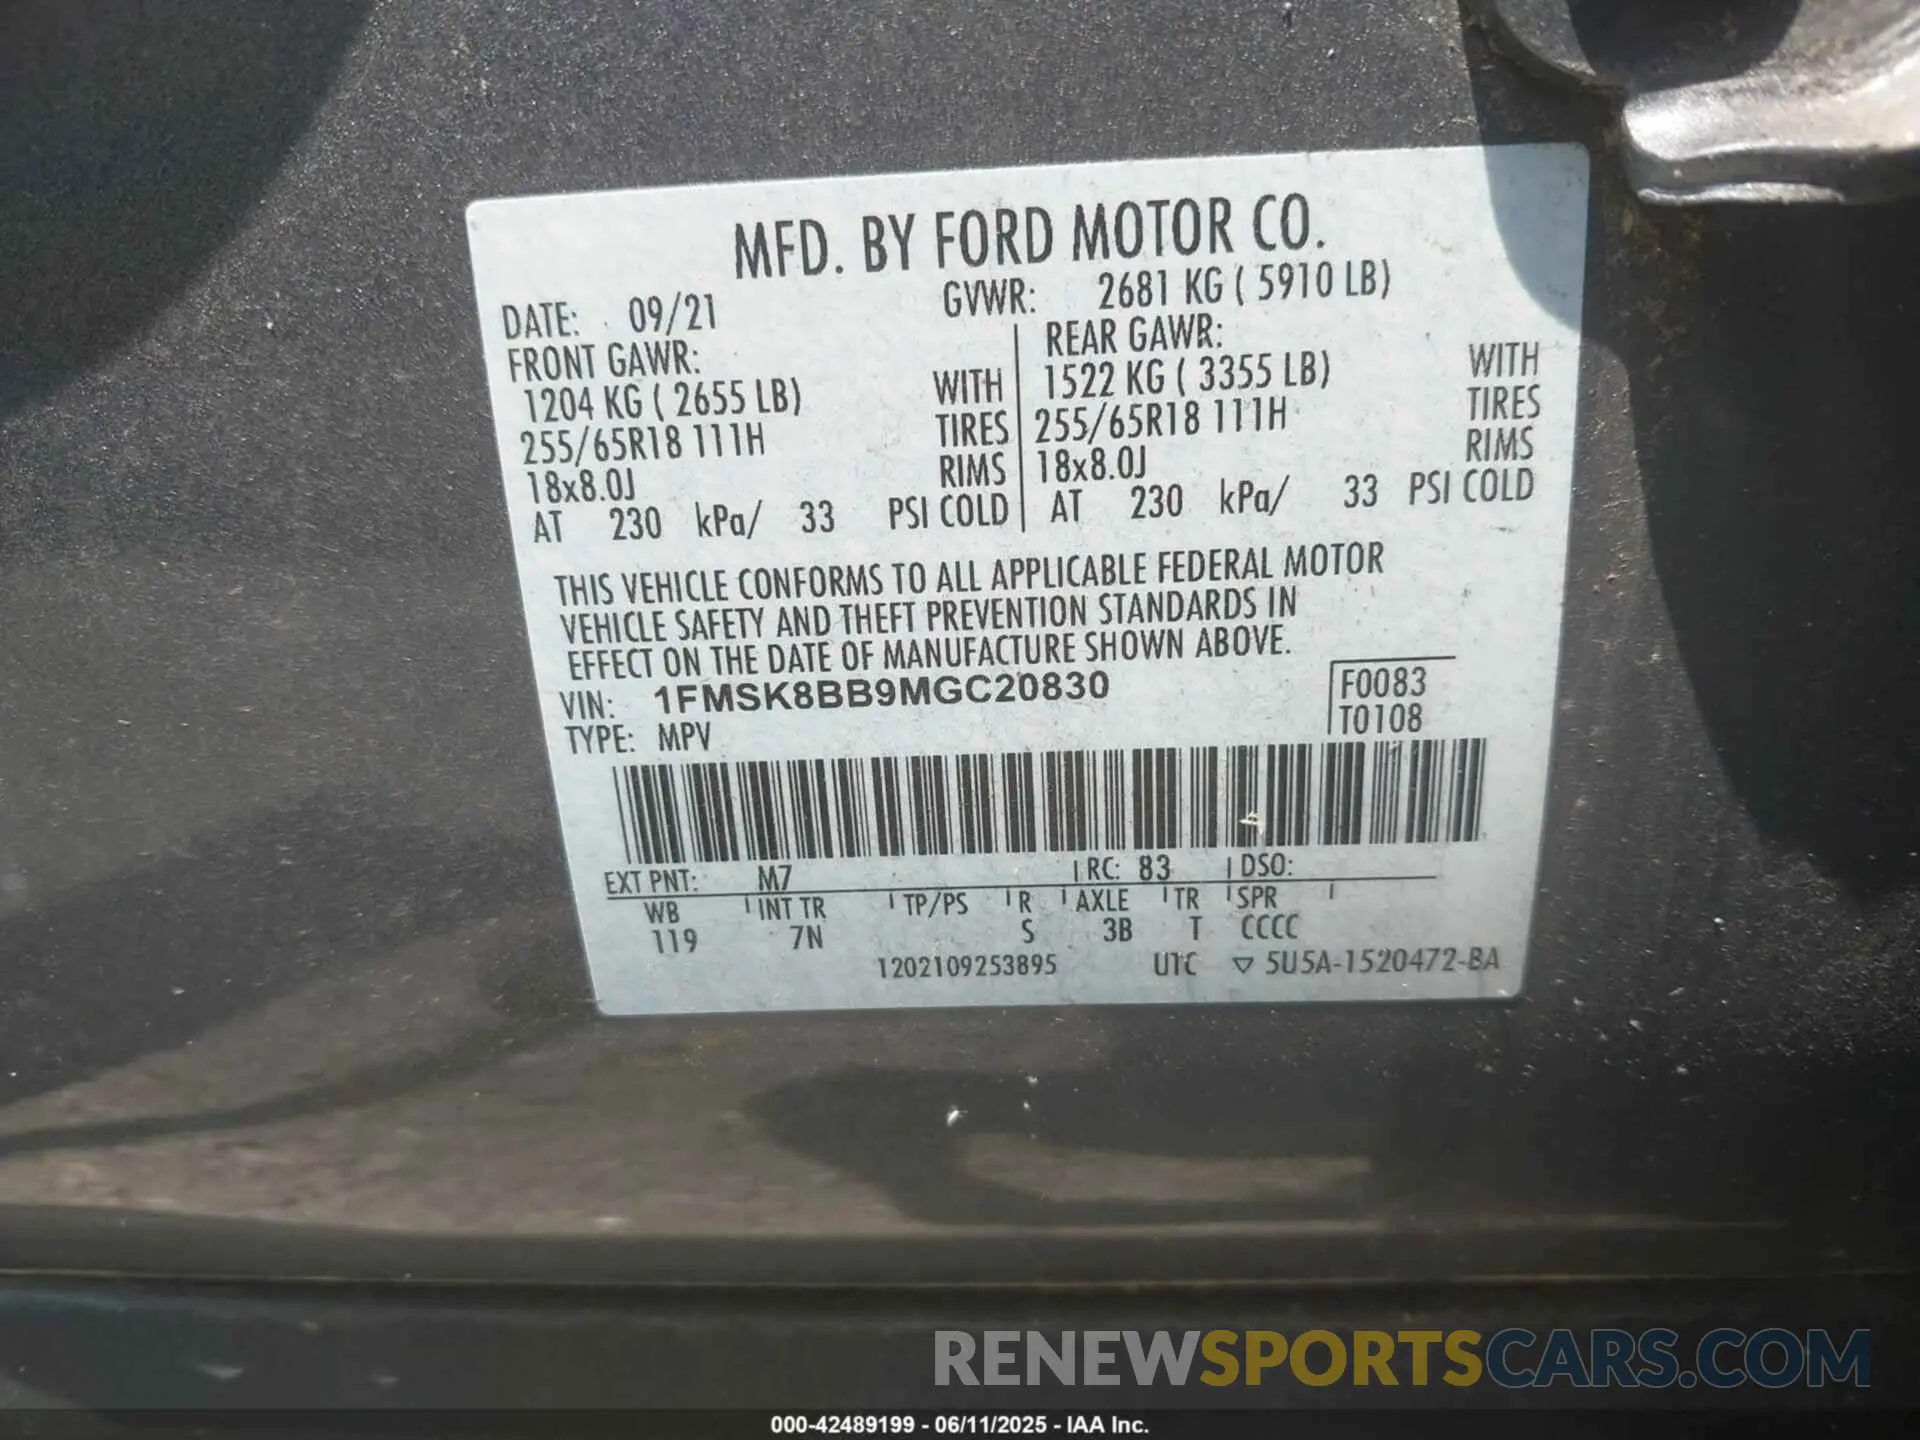 MFD. BY FORD MOTOR CO.
DATE: 09/21 GVWR: 2681 KG ( 5910 LB)
FRONT GAWR: REAR GAWR:
1204 KG ( 2655 LB) WITH 1522 KG ( 3355 LB) WITH
255/65R18 111H TIRES 255/65R18 111H TIRES
18x8.0J RIMS 18x8.0J RIMS
AT 230 kPa/ 33 PSI COLD AT 230 kPa/ 33 PSI COLD
THIS VEHICLE CONFORMS TO ALL APPLICABLE FEDERAL MOTOR
VEHICLE SAFETY AND THEFT PREVENTION STANDARDS IN
EFFECT ON THE DATE OF MANUFACTURE SHOWN ABOVE.
VIN: 1FMSK8BB9MGC20830 F0083
TYPE: MPV T0108
EXT PNT: M7 RC: 83 DSO:
WB INT TR TP/PS R AXLE TR SPR
119 7N S 3B T CCCC
1202109253895 UTC ▽ 5U5A-1520472-BA
RENEWSPORTSCARS.COM
000-42489199 - 06/11/2025 - IAA Inc.